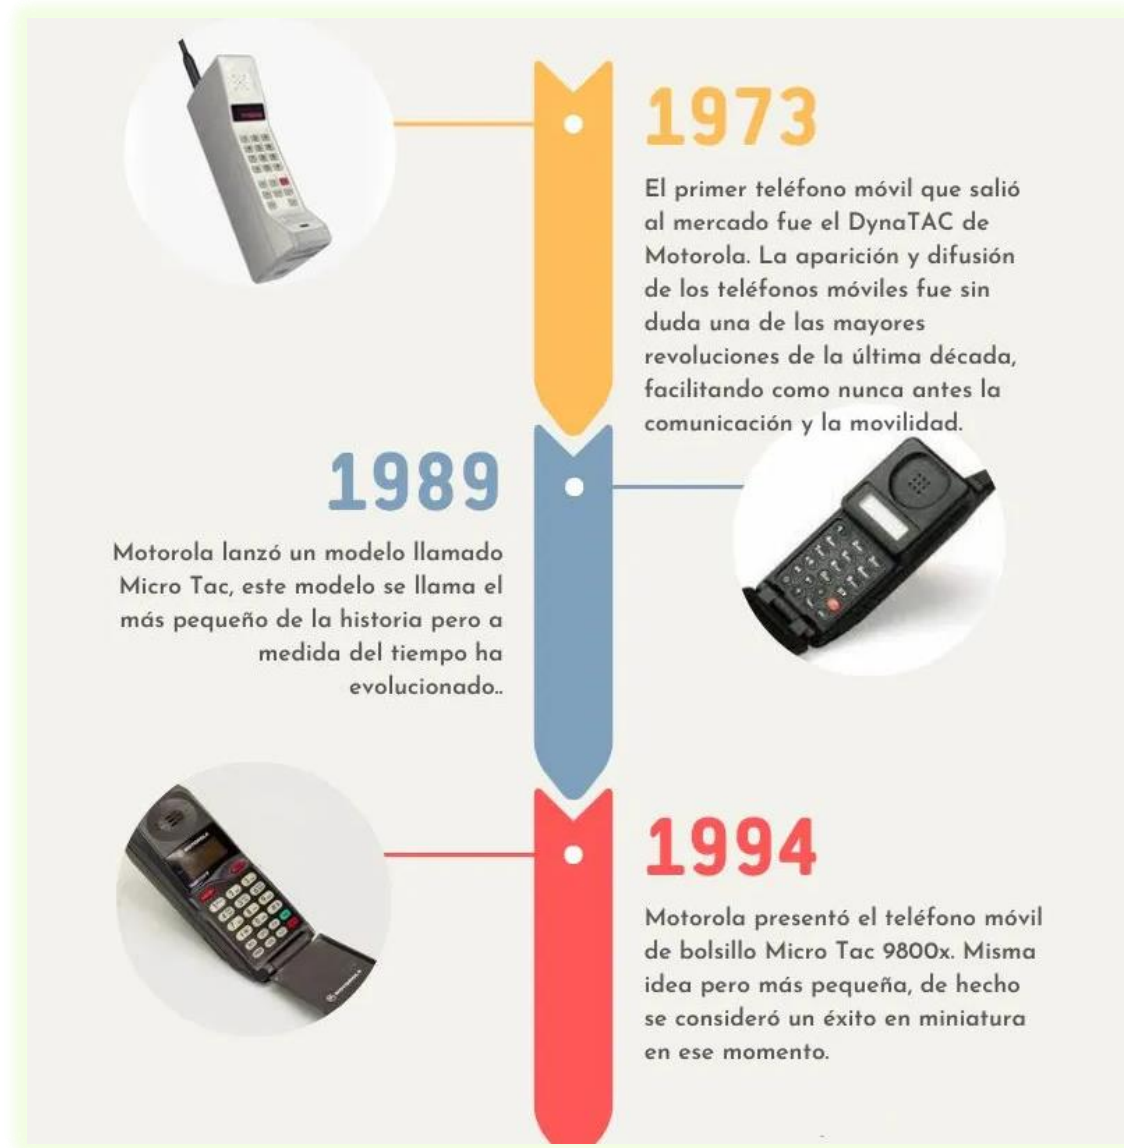 1973
El primer teléfono móvil que salió
al mercado fue el DynaTAC de
Motorola. La aparición y difusión
de los teléfonos móviles fue sin
duda una de las mayores
revoluciones de la última década,
facilitando como nunca antes la
comunicación y la movilidad.
1989
Motorola lanzó un modelo llamado
Micro Tac, este modelo se llama el
más pequeño de la historia pero a
medida del tiempo ha
evolucionado..
1994
Motorola presentó el teléfono móvil
de bolsillo Micro Tac 9800x. Misma
idea pero más pequeña, de hecho
se consideró un éxito en miniatura
en ese momento.
MOTOROLA
MOTOROLA